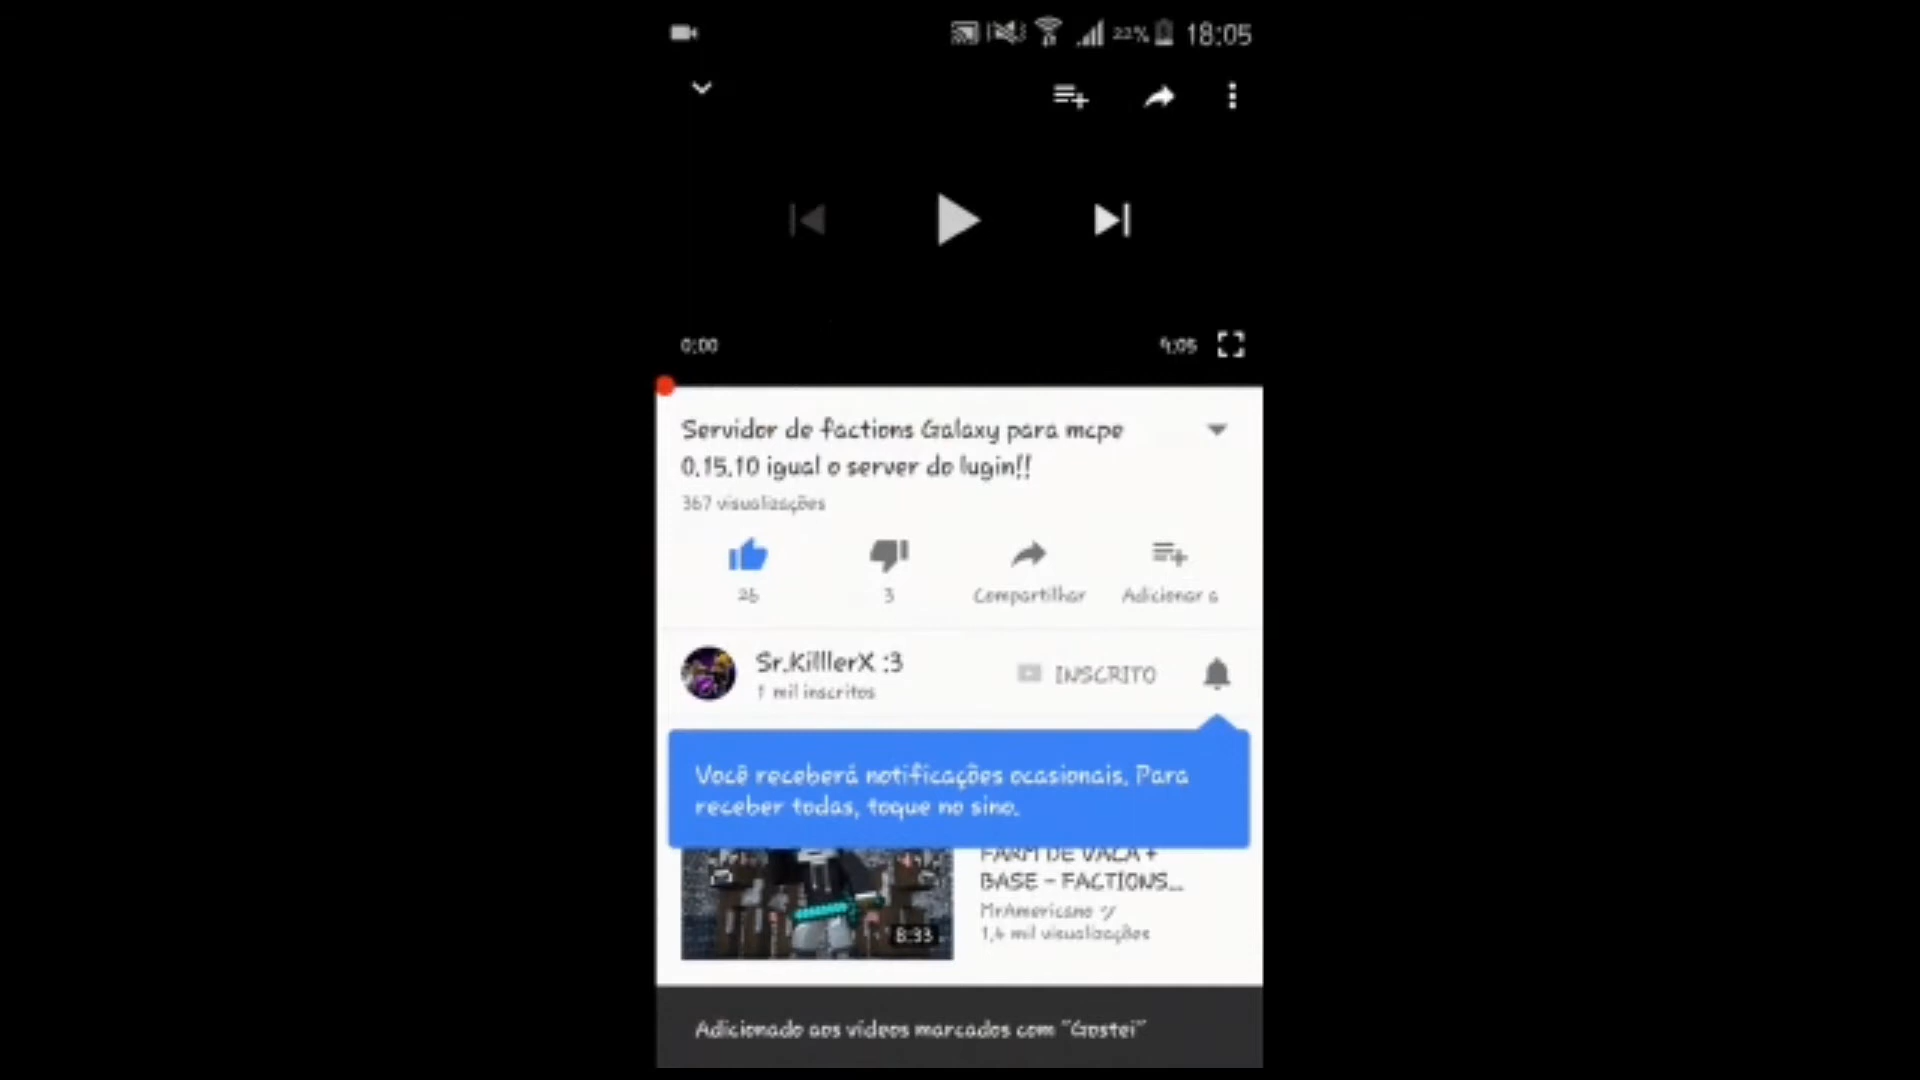 22% 18:05
0:00 4:05
Servidor de factions Galaxy para mcpe
0.15.10 igual o server do lugin!!
367 visualizações
26 3 Compartilhar Adicionar a
Sr.KilllerX :3
1 mil inscritos
INSCRITO
Você receberá notificações ocasionais. Para
receber todas, toque no sino.
FARM DE VACA +
BASE - FACTIONS...
MrAmericano ツ
1,4 mil visualizações
8:33
Adicionado aos vídeos marcados com "Gostei"